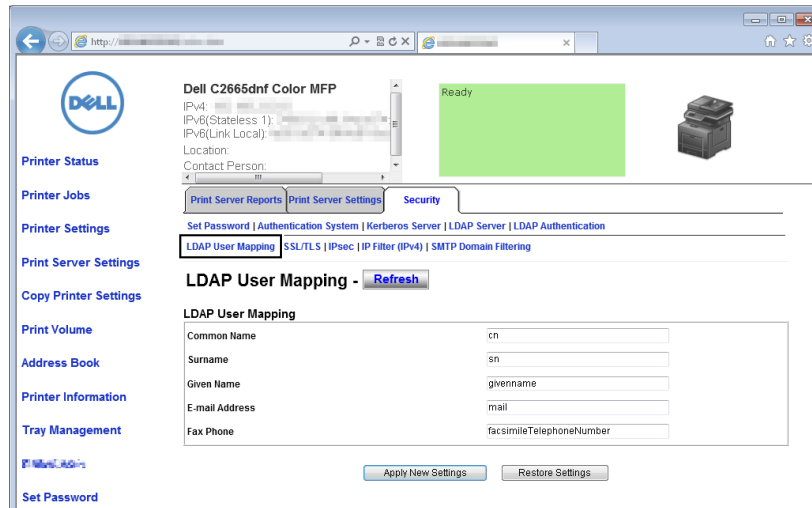 http://
DELL
Dell C2665dnf Color MFP
IPv4:
IPv6(Stateless 1):
IPv6(Link Local):
Location:
Contact Person:
Ready
Printer Status
Printer Jobs
Printer Settings
Print Server Settings
Copy Printer Settings
Print Volume
Address Book
Printer Information
Tray Management
Set Password
Print Server Reports Print Server Settings Security
Set Password | Authentication System | Kerberos Server | LDAP Server | LDAP Authentication
LDAP User Mapping SSL/TLS | IPsec | IP Filter (IPv4) | SMTP Domain Filtering
LDAP User Mapping - Refresh
LDAP User Mapping
Common Name cn
Surname sn
Given Name givenname
E-mail Address mail
Fax Phone facsimileTelephoneNumber
Apply New Settings Restore Settings